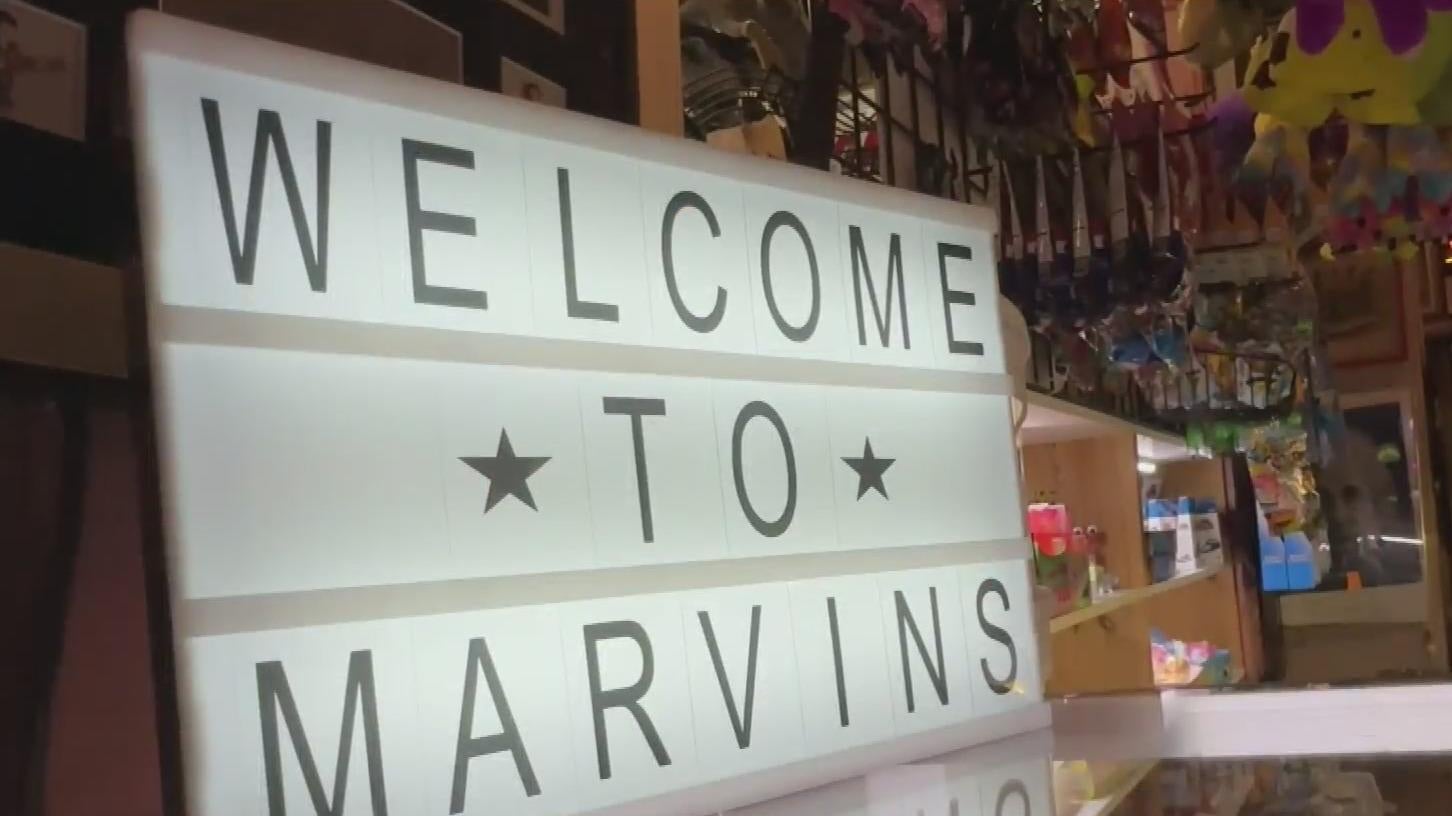 WELCOME
★ TO ★
MARVINS